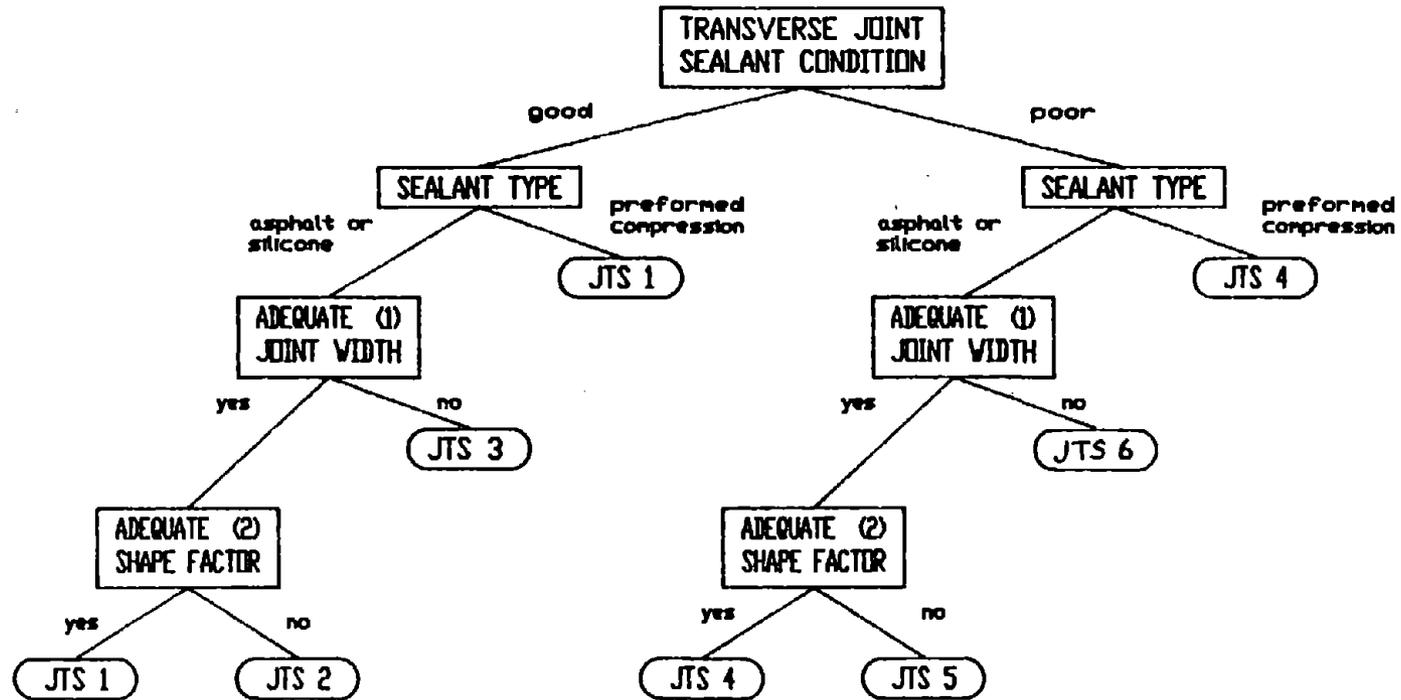 TRANSVERSE JOINT
SEALANT CONDITION
good
poor
SEALANT TYPE
SEALANT TYPE
asphalt or
silicone
preformed
compression
asphalt or
silicone
preformed
compression
JTS 1
JTS 4
ADEQUATE (1)
JOINT WIDTH
ADEQUATE (1)
JOINT WIDTH
yes
no
yes
no
JTS 3
JTS 6
ADEQUATE (2)
SHAPE FACTOR
ADEQUATE (2)
SHAPE FACTOR
yes
no
yes
no
JTS 1
JTS 2
JTS 4
JTS 5